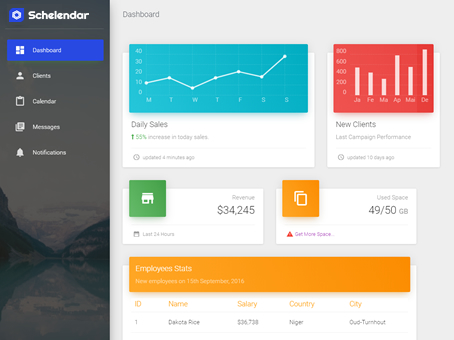 Schelendar
Dashboard
Clients
Calendar
Messages
Notifications
Dashboard
40
30
20
10
0
M T W T F S S
Daily Sales
55% increase in today sales
updated 4 minutes ago
800
600
400
200
0
Ja Fe Ma Ap Mai De
New Clients
Last Campaign Performance
updated 10 days ago
Revenue
$34,245
Last 24 Hours
Used Space
49/50 GB
Get More Space...
Employees Stats
New employees on 15th September, 2016
ID Name Salary Country City
1 Dakota Rice $36,738 Niger Oud-Turnhout